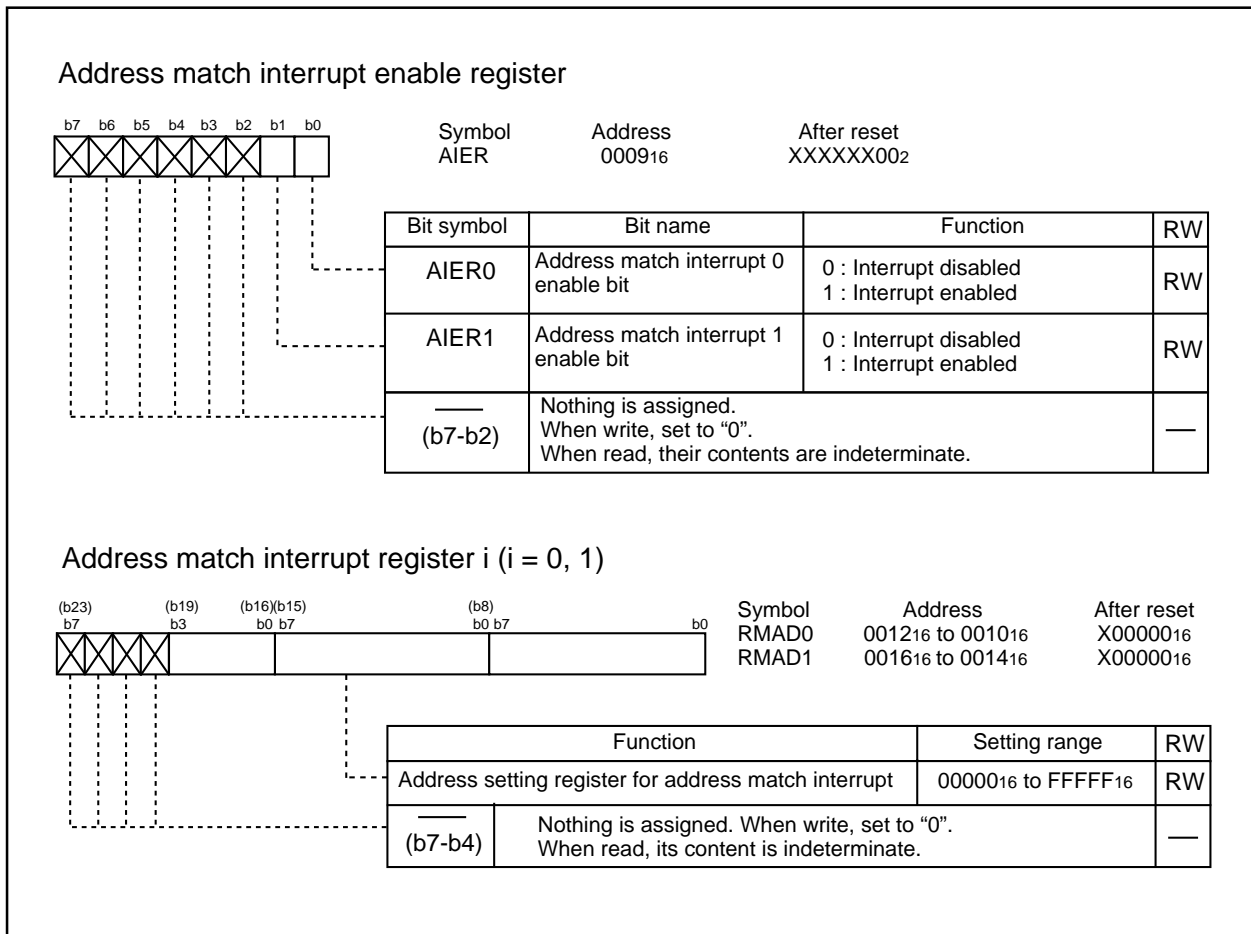 Address match interrupt enable register
b7 b6 b5 b4 b3 b2 b1 b0
Symbol Address After reset
AIER 000916 XXXXXX002
Bit symbol Bit name Function RW
AIER0 Address match interrupt 0 enable bit 0 : Interrupt disabled
1 : Interrupt enabled RW
AIER1 Address match interrupt 1 enable bit 0 : Interrupt disabled
1 : Interrupt enabled RW
(b7-b2) Nothing is assigned.
When write, set to “0”.
When read, their contents are indeterminate. —
Address match interrupt register i (i = 0, 1)
(b23) (b19) (b16)(b15) (b8)
b7 b3 b0 b7 b0 b7 b0
Symbol Address After reset
RMAD0 001216 to 001016 X0000016
RMAD1 001616 to 001416 X0000016
Function Setting range RW
Address setting register for address match interrupt 0000016 to FFFFF16 RW
(b7-b4) Nothing is assigned. When write, set to “0”.
When read, its content is indeterminate. —